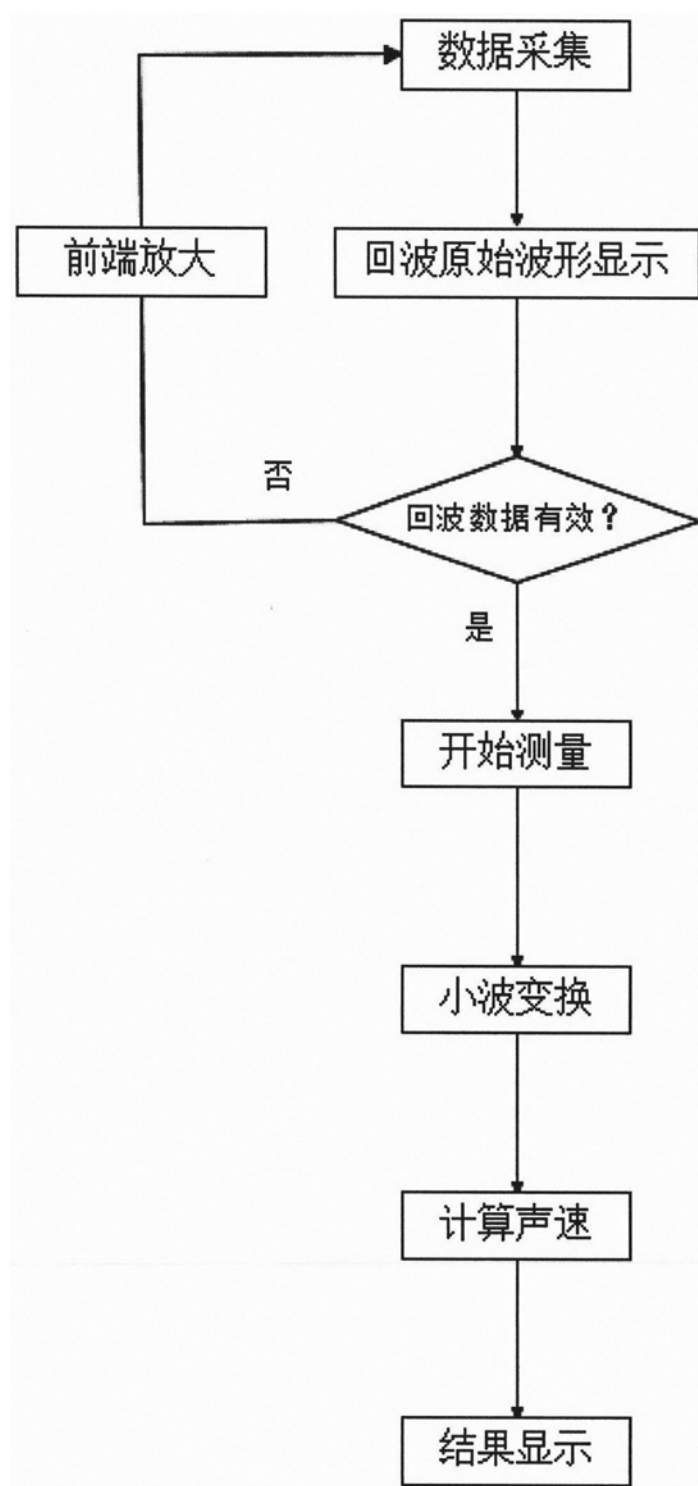 数据采集
前端放大
回波原始波形显示
否
回波数据有效？
是
开始测量
小波变换
计算声速
结果显示